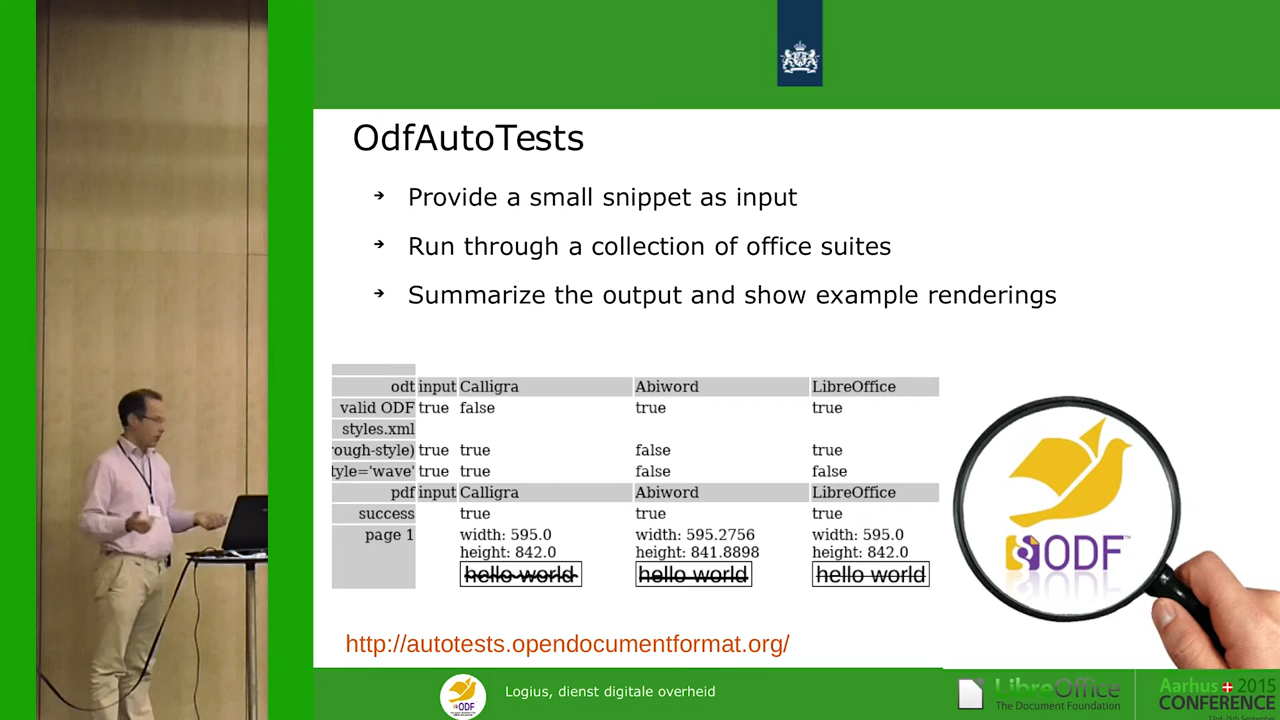 OdfAutoTests
➔ Provide a small snippet as input
➔ Run through a collection of office suites
➔ Summarize the output and show example renderings
odt input Calligra Abiword LibreOffice
valid ODF true false true true
styles.xml
rough-style) true true false true
tyle='wave' true true false false
pdf input Calligra Abiword LibreOffice
success true true true
page 1 width: 595.0 width: 595.2756 width: 595.0
height: 842.0 height: 841.8898 height: 842.0
hello world hello world hello world
ODF™
http://autotests.opendocumentformat.org/
ODF
Logius, dienst digitale overheid
LibreOffice
The Document Foundation
Aarhus 2015
CONFERENCE